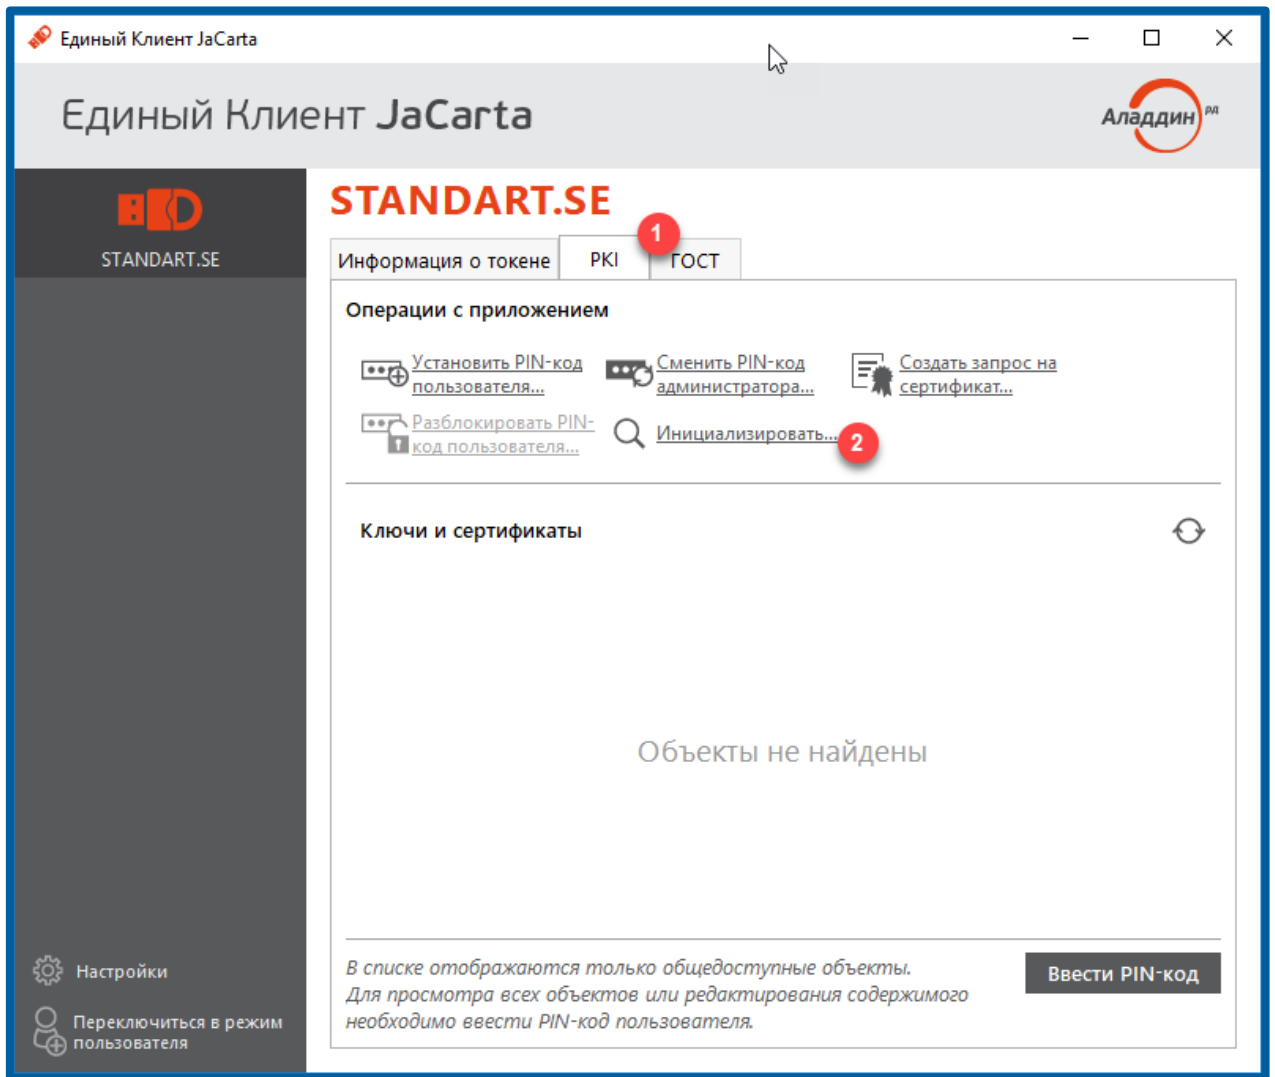 Единый Клиент JaCarta
Единый Клиент JaCarta
Аладдин РД
STANDART.SE
STANDART.SE
1
Информация о токене PKI ГОСТ
Операции с приложением
Установить PIN-код
пользователя...
Сменить PIN-код
администратора...
Создать запрос на
сертификат...
Разблокировать PIN-
код пользователя...
Инициализировать...
2
Ключи и сертификаты
Объекты не найдены
В списке отображаются только общедоступные объекты.
Для просмотра всех объектов или редактирования содержимого
необходимо ввести PIN-код пользователя.
Ввести PIN-код
Настройки
Переключиться в режим
пользователя